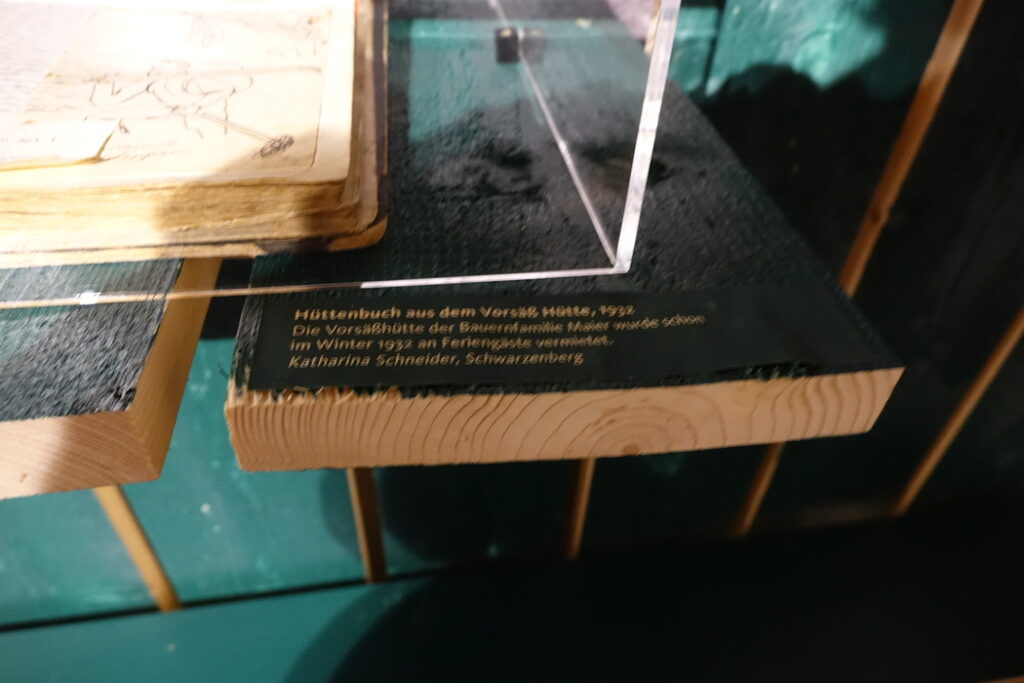 Hüttenbuch aus dem Vorsäß Hütte, 1932
Die Vorsäßhütte der Bauernfamilie Maier wurde schon
im Winter 1932 an Feriengäste vermietet.
Katharina Schneider, Schwarzenberg